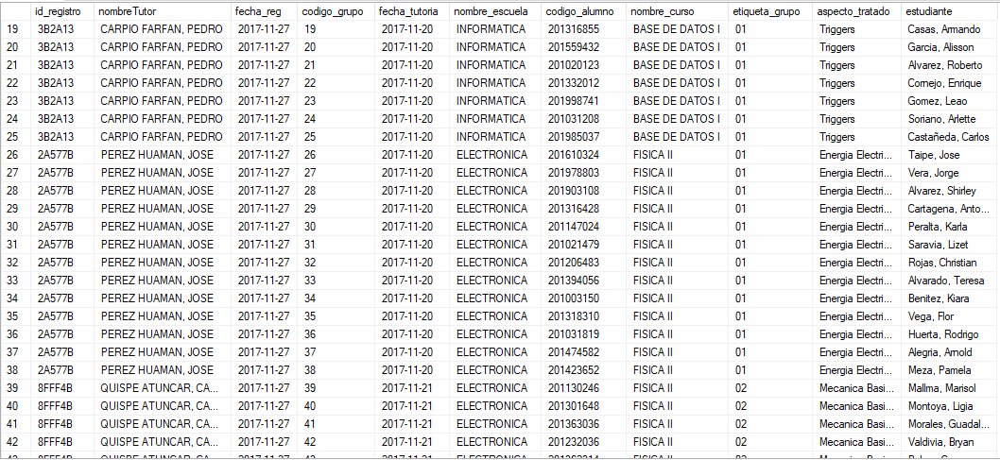 id_registro nombreTutor fecha_reg codigo_grupo fecha_tutoria nombre_escuela codigo_alumno nombre_curso etiqueta_grupo aspecto_tratado estudiante
19 3B2A13 CARPIO FARFAN, PEDRO 2017-11-27 19 2017-11-20 INFORMATICA 201316855 BASE DE DATOS I 01 Triggers Casas, Armando
20 3B2A13 CARPIO FARFAN, PEDRO 2017-11-27 20 2017-11-20 INFORMATICA 201559432 BASE DE DATOS I 01 Triggers Garcia, Alisson
21 3B2A13 CARPIO FARFAN, PEDRO 2017-11-27 21 2017-11-20 INFORMATICA 201020123 BASE DE DATOS I 01 Triggers Alvarez, Roberto
22 3B2A13 CARPIO FARFAN, PEDRO 2017-11-27 22 2017-11-20 INFORMATICA 201332012 BASE DE DATOS I 01 Triggers Cornejo, Enrique
23 3B2A13 CARPIO FARFAN, PEDRO 2017-11-27 23 2017-11-20 INFORMATICA 201998741 BASE DE DATOS I 01 Triggers Gomez, Leao
24 3B2A13 CARPIO FARFAN, PEDRO 2017-11-27 24 2017-11-20 INFORMATICA 201031208 BASE DE DATOS I 01 Triggers Soriano, Arlette
25 3B2A13 CARPIO FARFAN, PEDRO 2017-11-27 25 2017-11-20 INFORMATICA 201985037 BASE DE DATOS I 01 Triggers Castañeda, Carlos
26 2A577B PEREZ HUAMAN, JOSE 2017-11-27 26 2017-11-20 ELECTRONICA 201610324 FISICA II 01 Energia Electri... Taipe, Jose
27 2A577B PEREZ HUAMAN, JOSE 2017-11-27 27 2017-11-20 ELECTRONICA 201978803 FISICA II 01 Energia Electri... Vera, Jorge
28 2A577B PEREZ HUAMAN, JOSE 2017-11-27 28 2017-11-20 ELECTRONICA 201903108 FISICA II 01 Energia Electri... Alvarez, Shirley
29 2A577B PEREZ HUAMAN, JOSE 2017-11-27 29 2017-11-20 ELECTRONICA 201316428 FISICA II 01 Energia Electri... Cartagena, Anto...
30 2A577B PEREZ HUAMAN, JOSE 2017-11-27 30 2017-11-20 ELECTRONICA 201147024 FISICA II 01 Energia Electri... Peralta, Karla
31 2A577B PEREZ HUAMAN, JOSE 2017-11-27 31 2017-11-20 ELECTRONICA 201021479 FISICA II 01 Energia Electri... Saravia, Lizet
32 2A577B PEREZ HUAMAN, JOSE 2017-11-27 32 2017-11-20 ELECTRONICA 201206483 FISICA II 01 Energia Electri... Rojas, Christian
33 2A577B PEREZ HUAMAN, JOSE 2017-11-27 33 2017-11-20 ELECTRONICA 201394056 FISICA II 01 Energia Electri... Alvarado, Teresa
34 2A577B PEREZ HUAMAN, JOSE 2017-11-27 34 2017-11-20 ELECTRONICA 201003150 FISICA II 01 Energia Electri... Benitez, Kiara
35 2A577B PEREZ HUAMAN, JOSE 2017-11-27 35 2017-11-20 ELECTRONICA 201318310 FISICA II 01 Energia Electri... Vega, Flor
36 2A577B PEREZ HUAMAN, JOSE 2017-11-27 36 2017-11-20 ELECTRONICA 201031819 FISICA II 01 Energia Electri... Huerta, Rodrigo
37 2A577B PEREZ HUAMAN, JOSE 2017-11-27 37 2017-11-20 ELECTRONICA 201474582 FISICA II 01 Energia Electri... Alegria, Arnold
38 2A577B PEREZ HUAMAN, JOSE 2017-11-27 38 2017-11-20 ELECTRONICA 201423652 FISICA II 01 Energia Electri... Meza, Pamela
39 8FFF4B QUISPE ATUNCAR, CA... 2017-11-27 39 2017-11-21 ELECTRONICA 201130246 FISICA II 02 Mecanica Basi... Mallma, Marisol
40 8FFF4B QUISPE ATUNCAR, CA... 2017-11-27 40 2017-11-21 ELECTRONICA 201301648 FISICA II 02 Mecanica Basi... Montoya, Ligia
41 8FFF4B QUISPE ATUNCAR, CA... 2017-11-27 41 2017-11-21 ELECTRONICA 201363036 FISICA II 02 Mecanica Basi... Morales, Guadal...
42 8FFF4B QUISPE ATUNCAR, CA... 2017-11-27 42 2017-11-21 ELECTRONICA 201232036 FISICA II 02 Mecanica Basi... Valdivia, Bryan